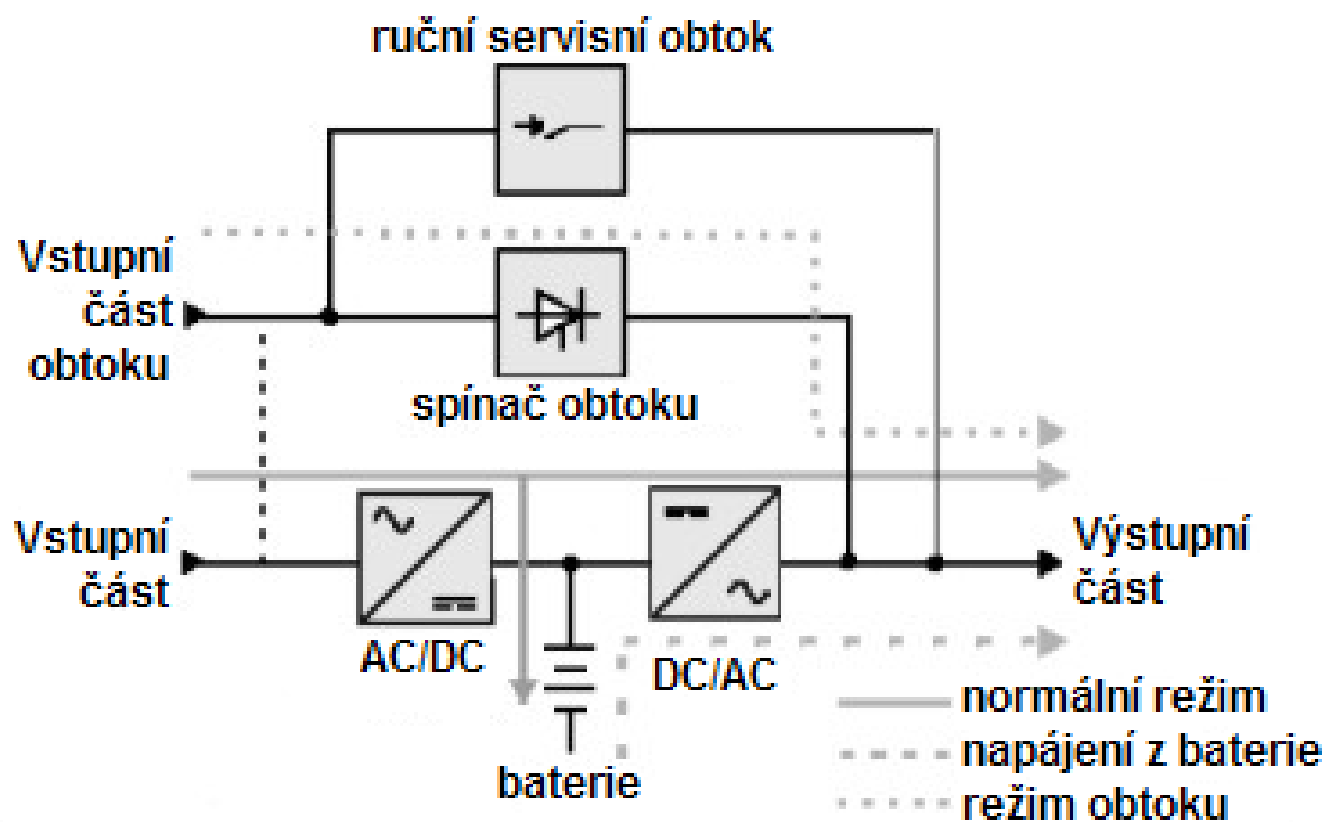 ruční servisní obtok
Vstupní
část
obtoku
spínač obtoku
Vstupní
část
AC/DC
DC/AC
Výstupní
část
baterie
normální režim
napájení z baterie
režim obtoku